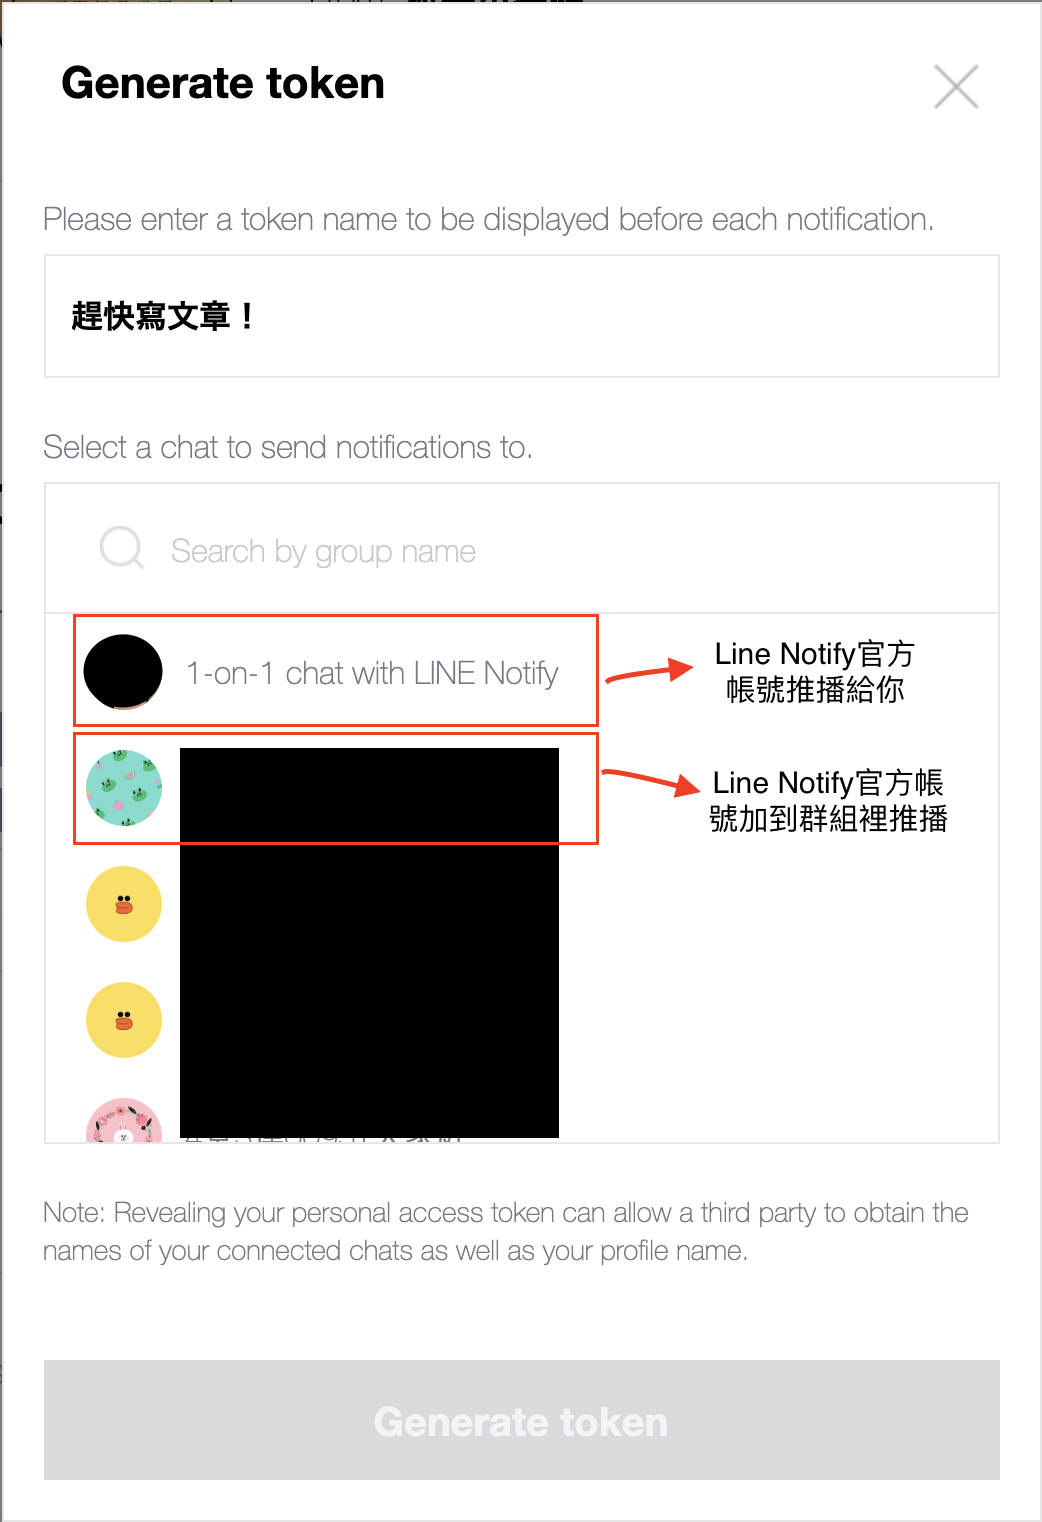 Generate token
Please enter a token name to be displayed before each notification.
趕快寫文章！
Select a chat to send notifications to.
Search by group name
1-on-1 chat with LINE Notify
Line Notify官方
帳號推播給你
Line Notify官方帳
號加到群組裡推播
Note: Revealing your personal access token can allow a third party to obtain the
names of your connected chats as well as your profile name.
Generate token